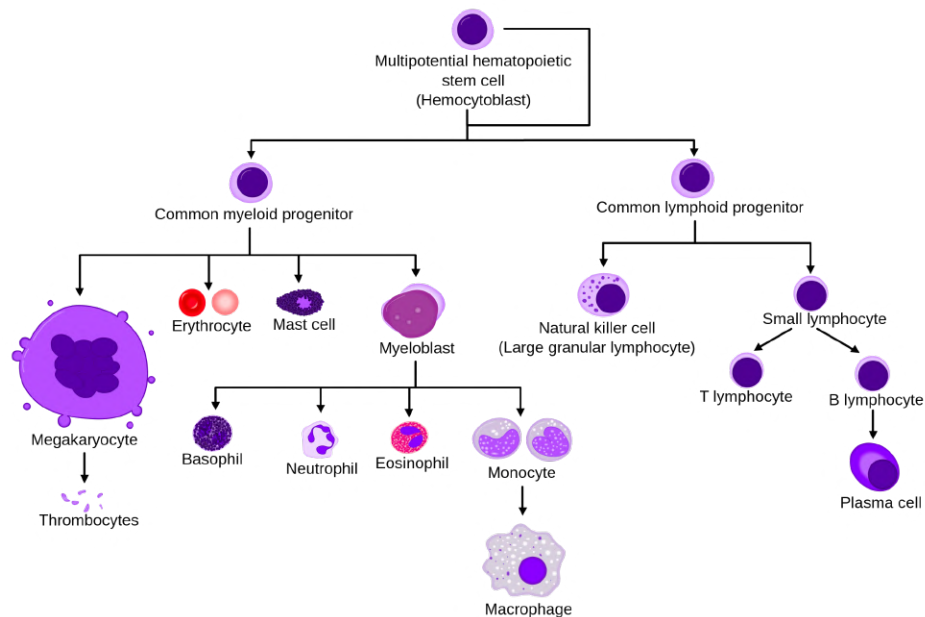 Multipotential hematopoietic
stem cell
(Hemocytoblast)
Common myeloid progenitor
Common lymphoid progenitor
Erythrocyte
Mast cell
Myeloblast
Natural killer cell
(Large granular lymphocyte)
Small lymphocyte
T lymphocyte
B lymphocyte
Megakaryocyte
Basophil
Neutrophil
Eosinophil
Monocyte
Plasma cell
Thrombocytes
Macrophage